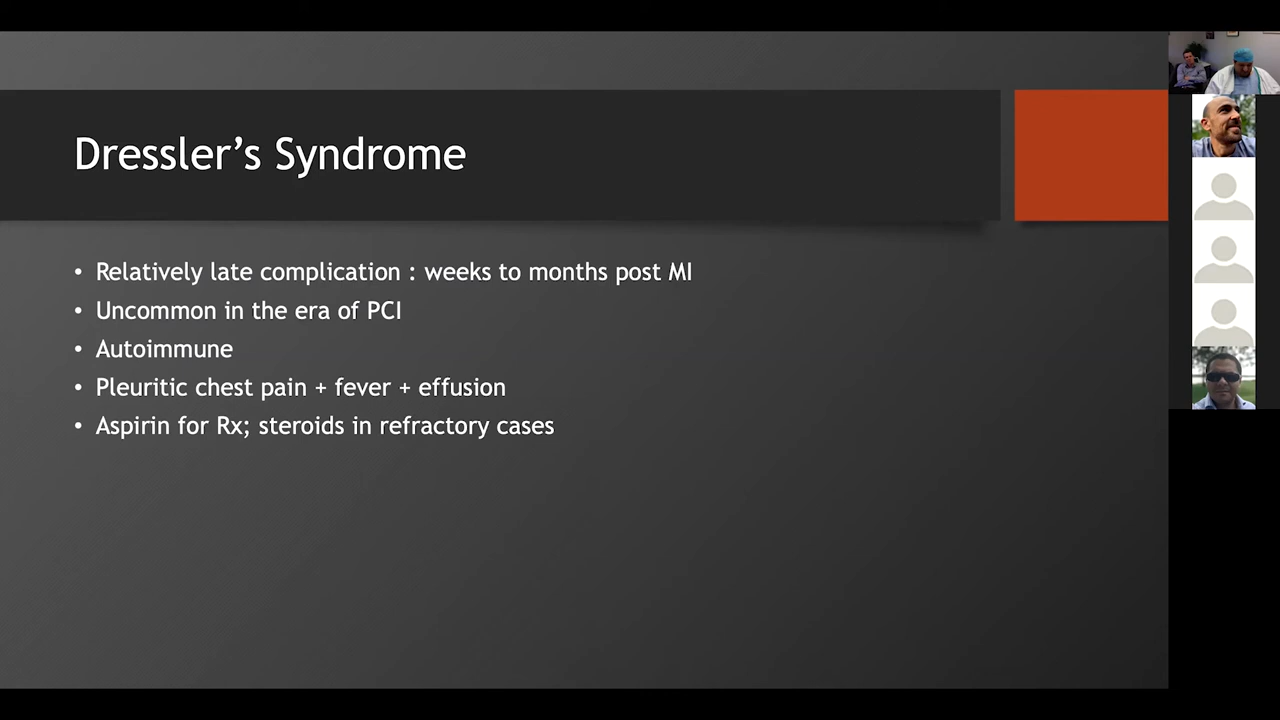 Dressler’s Syndrome
• Relatively late complication : weeks to months post MI
• Uncommon in the era of PCI
• Autoimmune
• Pleuritic chest pain + fever + effusion
• Aspirin for Rx; steroids in refractory cases